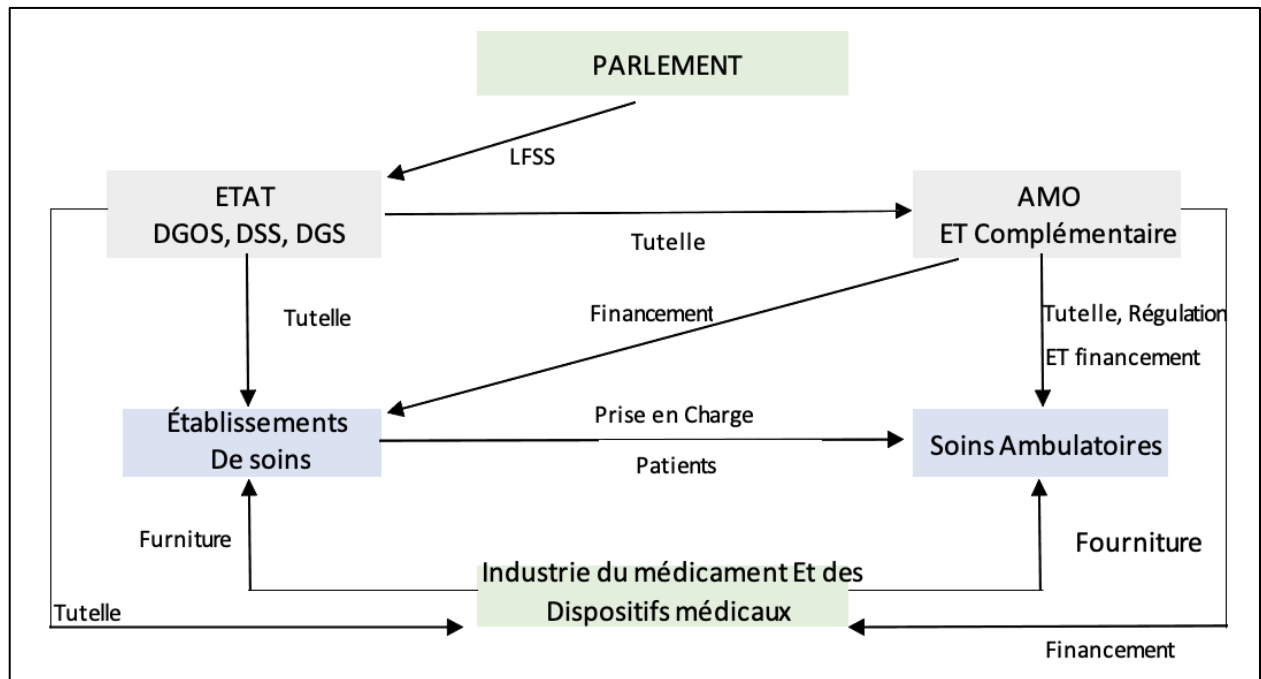 PARLEMENT
LFSS
ETAT
DGOS, DSS, DGS
AMO
ET Complémentaire
Tutelle
Tutelle
Financement
Tutelle, Régulation
ET financement
Établissements
De soins
Prise en Charge
Patients
Soins Ambulatoires
Furniture
Fourniture
Industrie du médicament Et des
Dispositifs médicaux
Tutelle
Financement